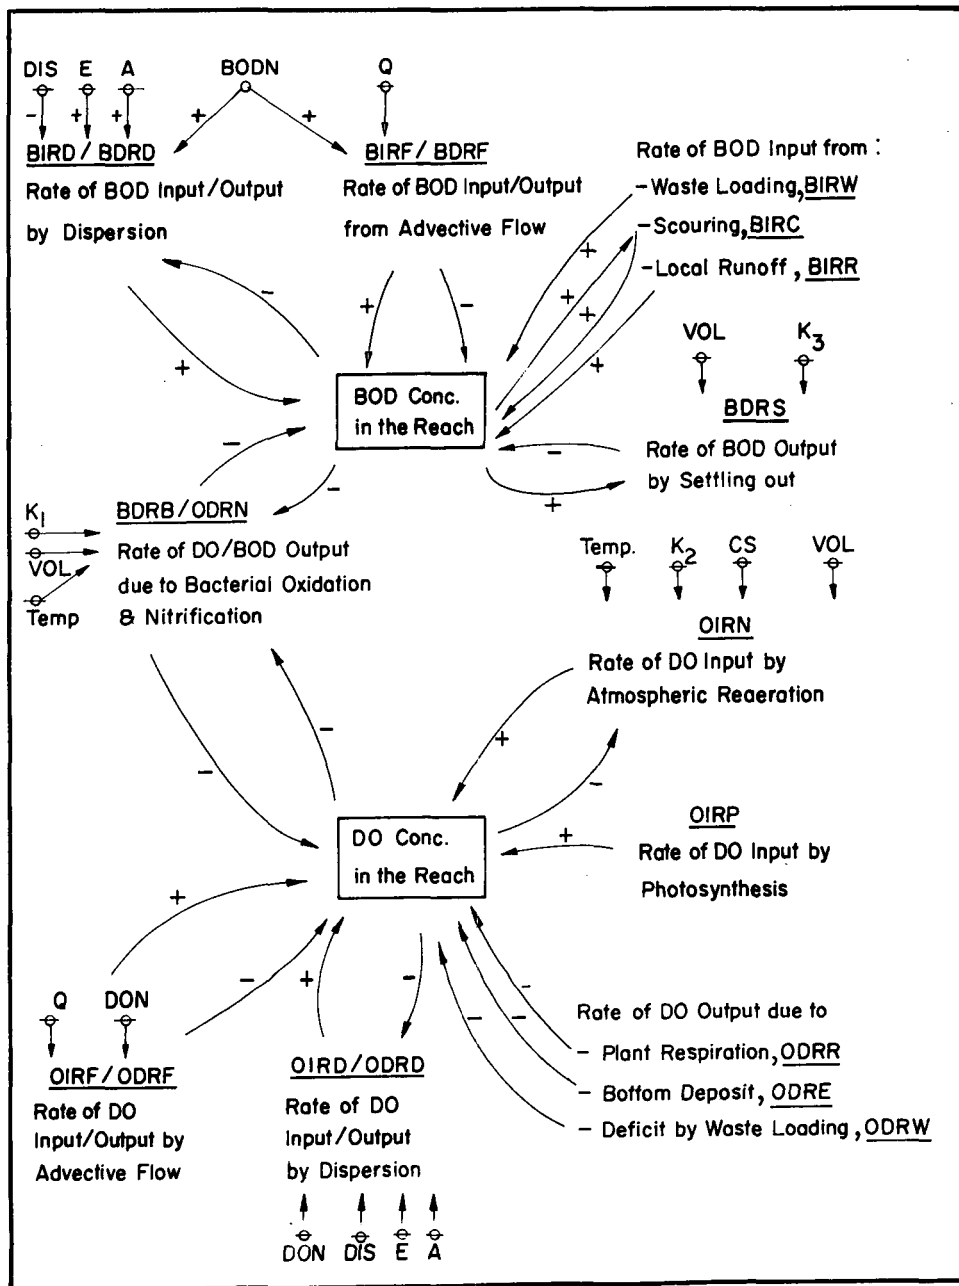 DIS E A BODN Q
- + + + +
BIRD / BDRD
Rate of BOD Input/Output
by Dispersion
BIRF / BDRF
Rate of BOD Input/Output
from Advective Flow
Rate of BOD Input from :
- Waste Loading, BIRW
- Scouring, BIRC
- Local Runoff , BIRR
- + + - + + + +
VOL K3
BDRS
Rate of BOD Output
by Settling out
BOD Conc.
in the Reach
- - - +
K1
VOL
Temp
BDRB / ODRN
Rate of DO/BOD Output
due to Bacterial Oxidation
& Nitrification
Temp. K2 CS VOL
OIRN
Rate of DO Input by
Atmospheric Reaeration
- - + -
OIRP
Rate of DO Input by
Photosynthesis
DO Conc.
in the Reach
+
+ - + - - - -
Q DON
OIRF / ODRF
Rate of DO
Input/Output by
Advective Flow
OIRD / ODRD
Rate of DO
Input/Output
by Dispersion
DON DIS E A
Rate of DO Output due to
- Plant Respiration, ODRR
- Bottom Deposit, ODRE
- Deficit by Waste Loading , ODRW